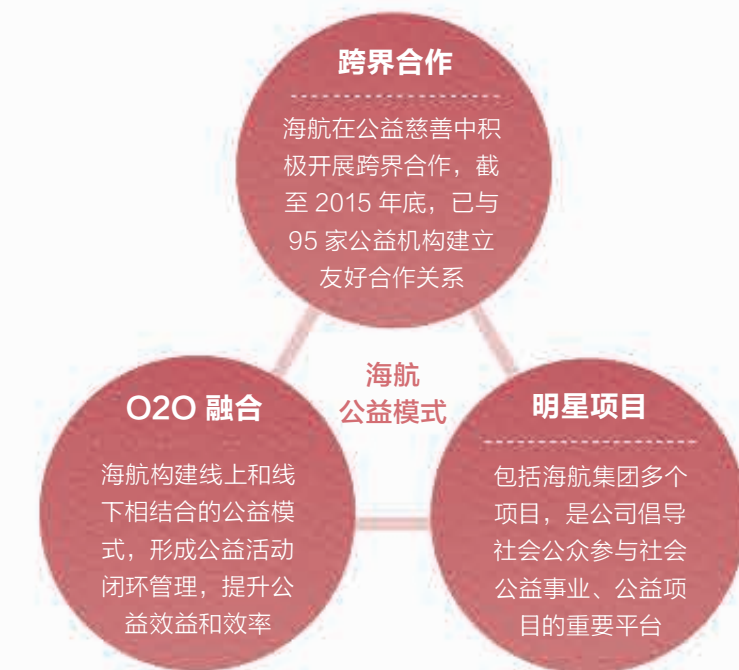 跨界合作
海航在公益慈善中积
极开展跨界合作，截
至 2015 年底，已与
95 家公益机构建立
友好合作关系
海航
公益模式
O2O 融合
海航构建线上和线
下相结合的公益模
式，形成公益活动
闭环管理，提升公
益效益和效率
明星项目
包括海航集团多个
项目，是公司倡导
社会公众参与社会
公益事业、公益项
目的重要平台